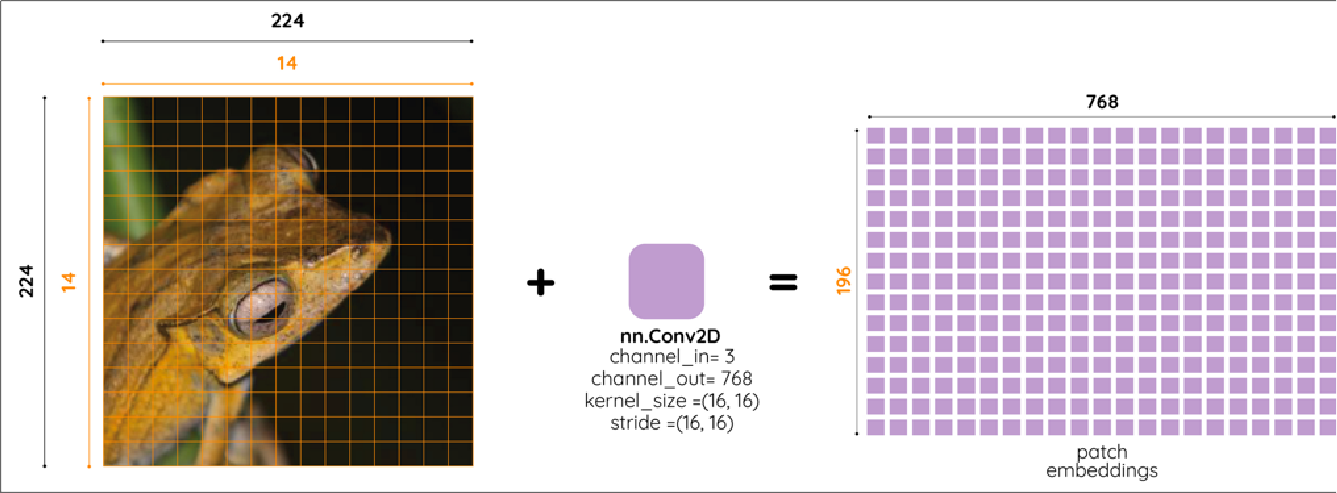 224
14
224
14
+
nn.Conv2D
channel_in= 3
channel_out= 768
kernel_size =(16, 16)
stride =(16, 16)
=
768
196
patch
embeddings